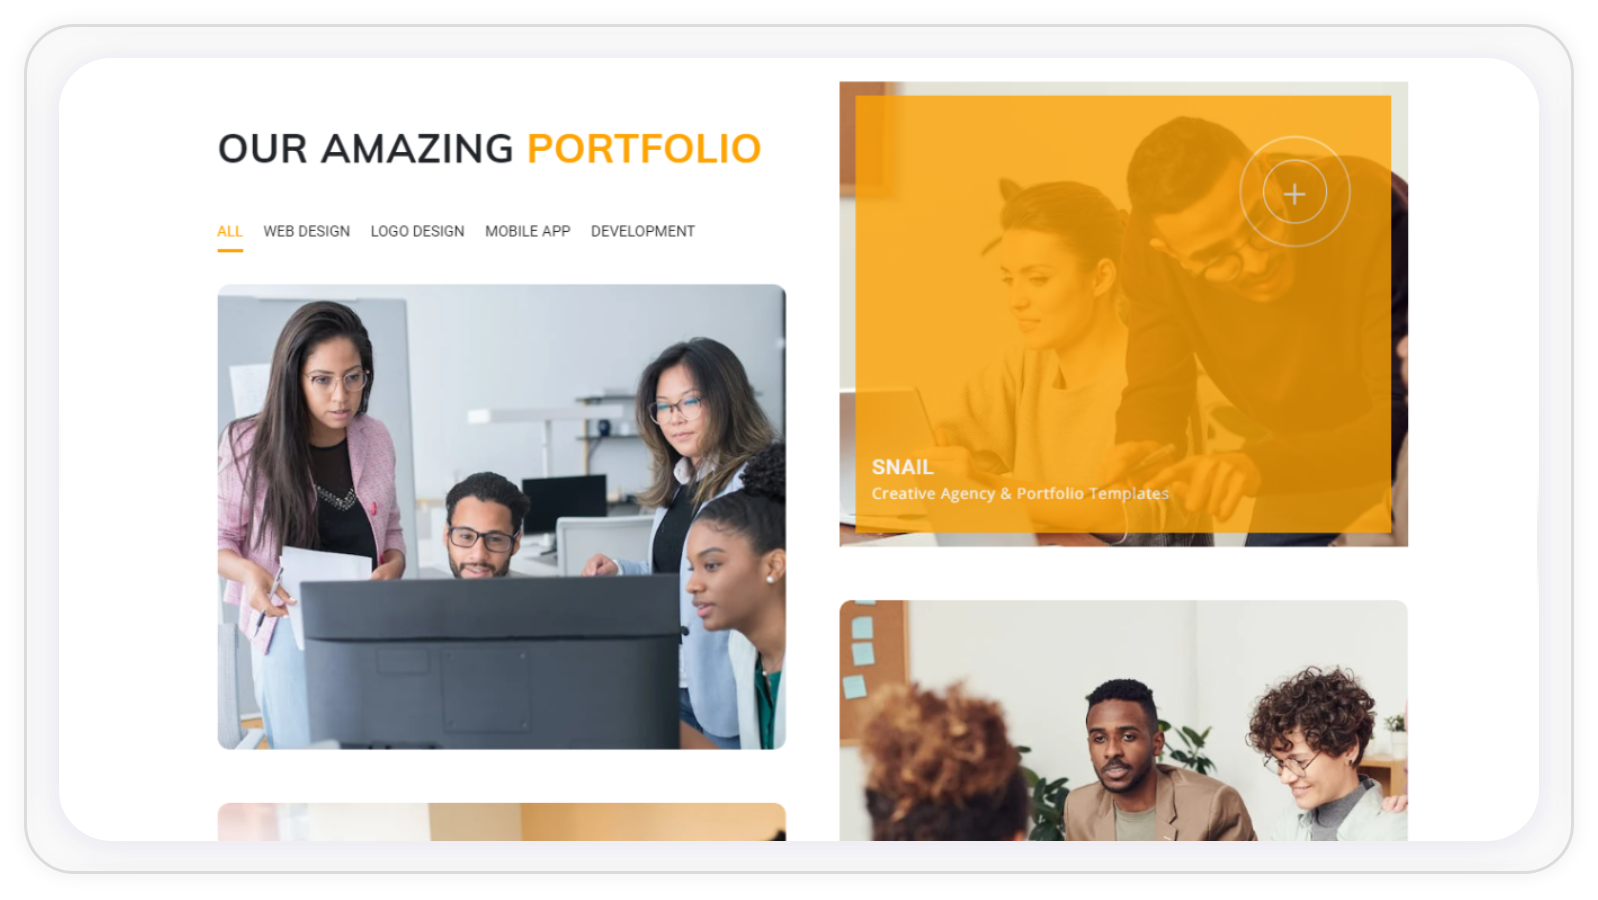 OUR AMAZING PORTFOLIO
ALL WEB DESIGN LOGO DESIGN MOBILE APP DEVELOPMENT
SNAIL
Creative Agency & Portfolio Templates